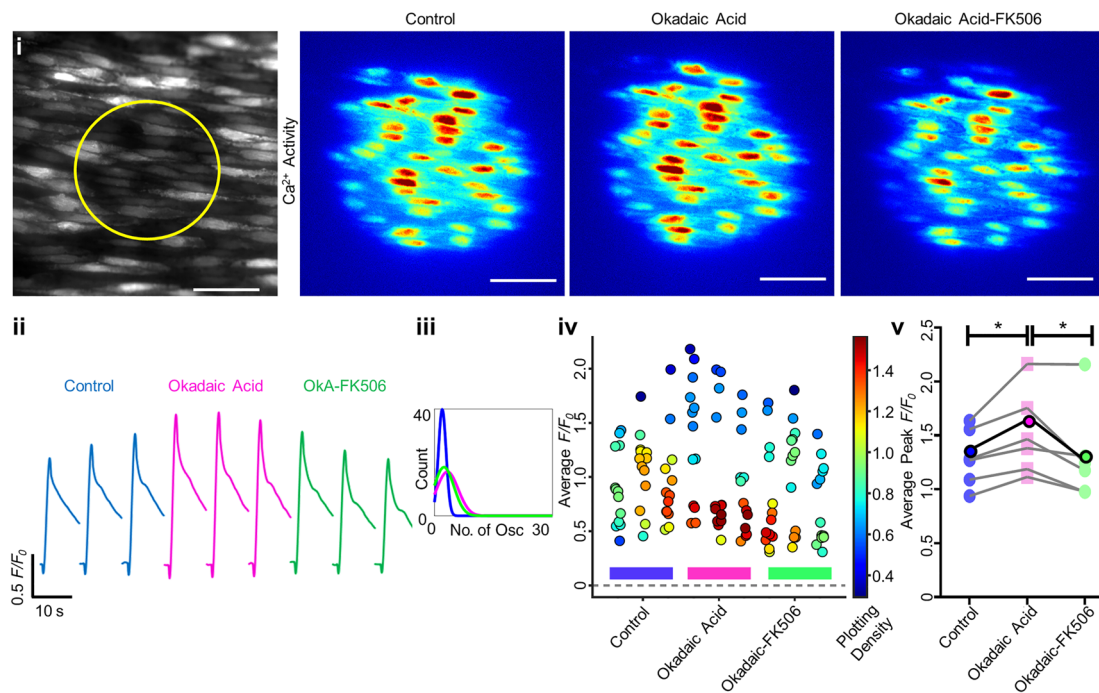 Control
Okadaic Acid
Okadaic Acid-FK506
i
Ca²⁺ Activity
ii
Control
Okadaic Acid
OkA-FK506
0.5 F/F₀
10 s
iii
40
Count
0
0
No. of Osc
30
iv
Average F/F₀
2.0
1.5
1.0
0.5
0
Control
Okadaic Acid
Okadaic-FK506
1.4
1.2
1.0
0.8
0.6
0.4
Plotting
Density
v
Average Peak F/F₀
2.5
2.0
1.5
1.0
1.5
0
*
*
Control
Okadaic Acid
Okadaic-FK506